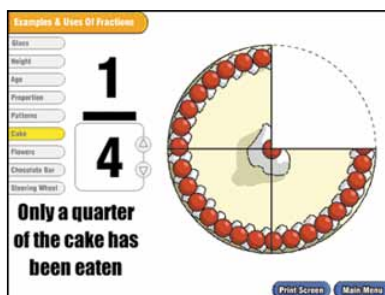 Examples & Uses Of Fractions
Glass
Height
Age
Proportion
Patterns
Cake
Flowers
Chocolate Bar
Steering Wheel
1
4
Only a quarter
of the cake has
been eaten
Print Screen
Main Menu